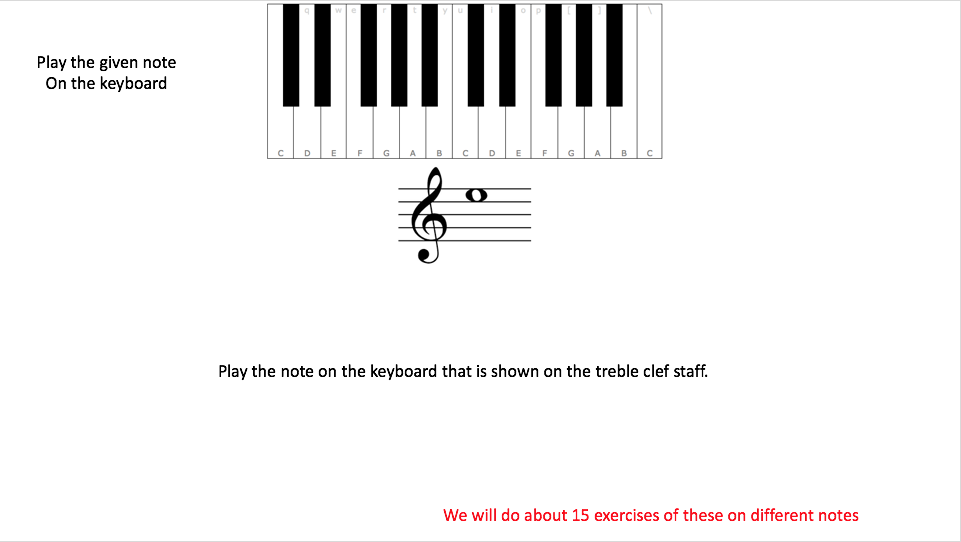 q w e r t y u i o p [ ] \
Play the given note
On the keyboard
C D E F G A B C D E F G A B C
Play the note on the keyboard that is shown on the treble clef staff.
We will do about 15 exercises of these on different notes